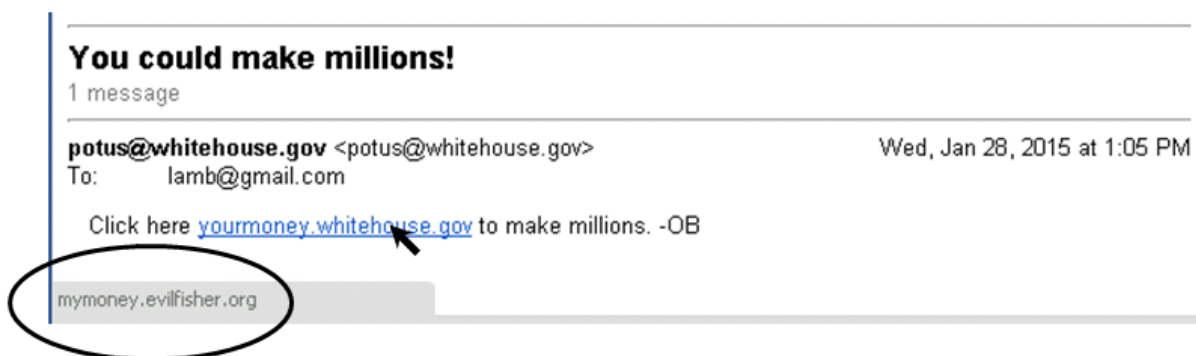 You could make millions!
1 message
potus@whitehouse.gov <potus@whitehouse.gov> Wed, Jan 28, 2015 at 1:05 PM
To: lamb@gmail.com
Click here yourmoney.whitehouse.gov to make millions. -OB
mymoney.evilfisher.org